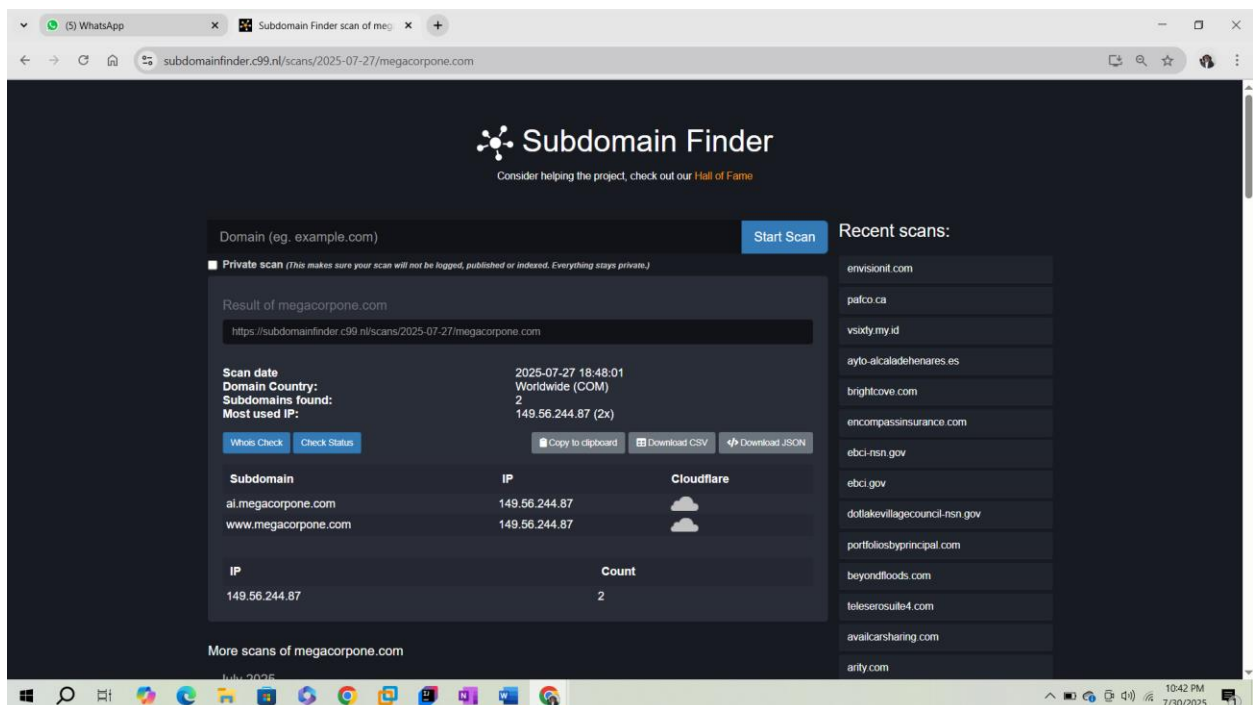 (5) WhatsApp
Subdomain Finder scan of meg
subdomainfinder.c99.nl/scans/2025-07-27/megacorpone.com
Subdomain Finder
Consider helping the project, check out our Hall of Fame
Domain (eg. example.com)
Start Scan
Private scan (This makes sure your scan will not be logged, published or indexed. Everything stays private.)
Result of megacorpone.com
https://subdomainfinder.c99.nl/scans/2025-07-27/megacorpone.com
Scan date 2025-07-27 18:48:01
Domain Country: Worldwide (COM)
Subdomains found: 2
Most used IP: 149.56.244.87 (2x)
Whois Check Check Status Copy to clipboard Download CSV Download JSON
Subdomain IP Cloudflare
ai.megacorpone.com 149.56.244.87
www.megacorpone.com 149.56.244.87
IP Count
149.56.244.87 2
More scans of megacorpone.com
July 2025
Recent scans:
envisionit.com
pafco.ca
vsixty.my.id
ayto-alcaladehenares.es
brightcove.com
encompassinsurance.com
ebci-nsn.gov
ebci.gov
dotlakevillagecouncil-nsn.gov
portfoliosbyprincipal.com
beyondfloods.com
teleserosuite4.com
availcarsharing.com
arity.com
10:42 PM
7/30/2025